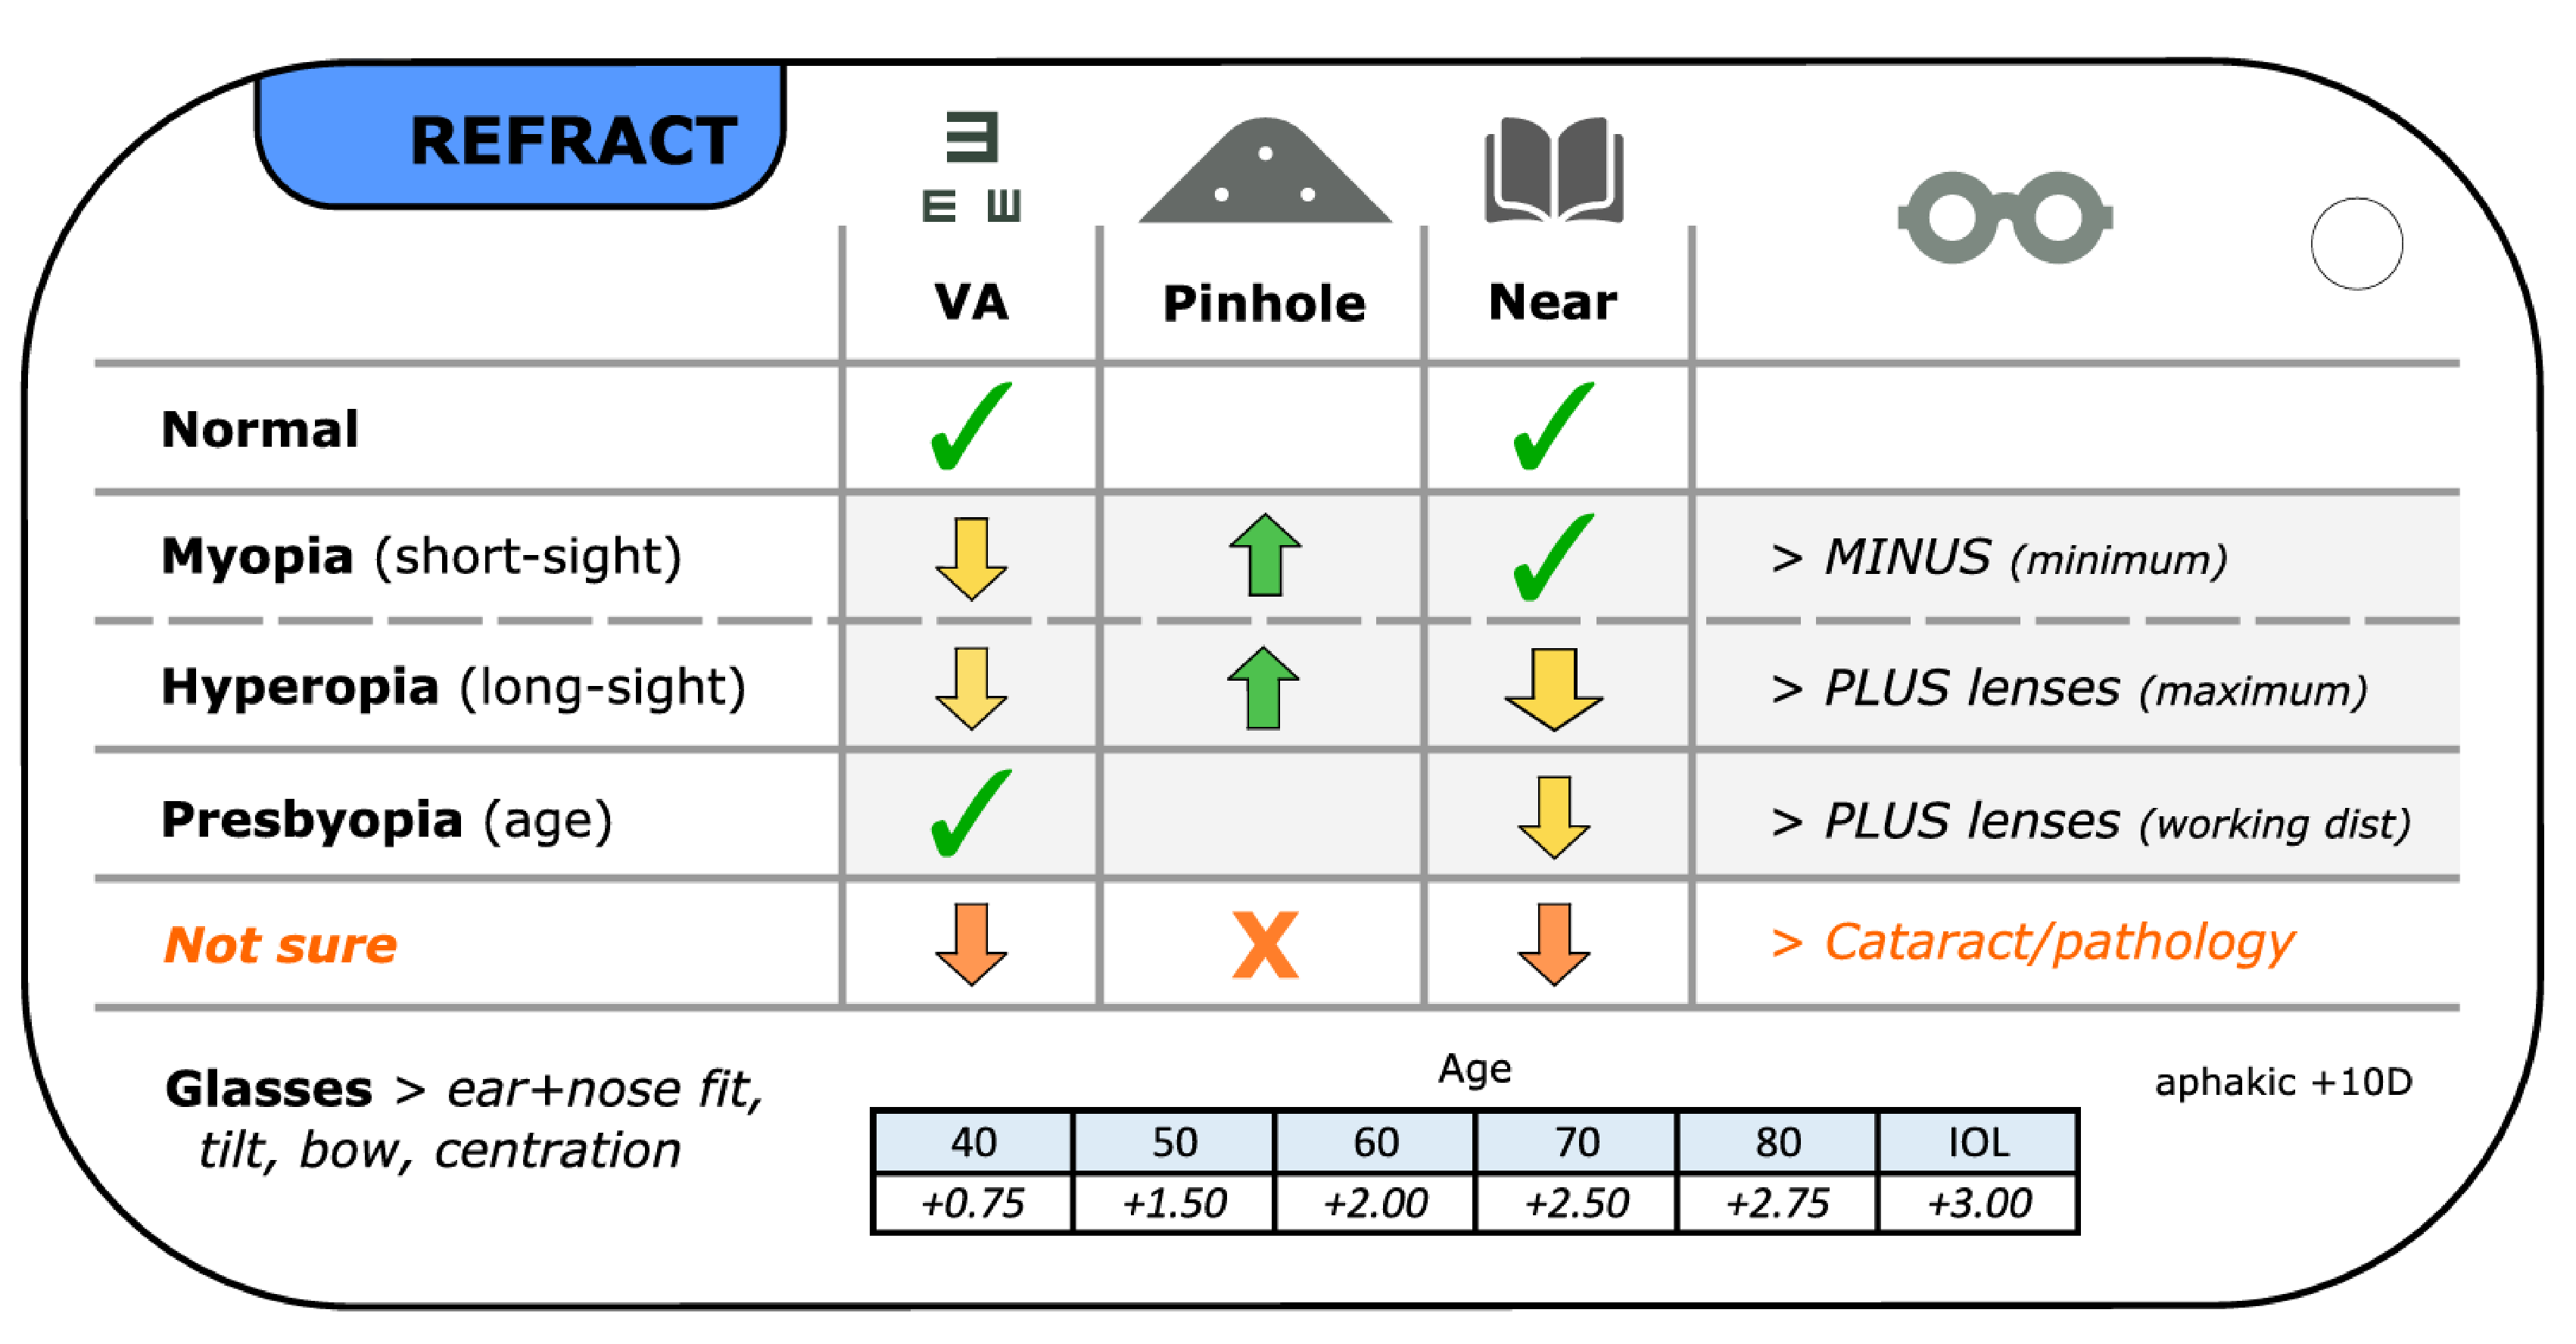 REFRACT
VA Pinhole Near
Normal ✓ ✓
Myopia (short-sight) ✓ > MINUS (minimum)
Hyperopia (long-sight) > PLUS lenses (maximum)
Presbyopia (age) ✓ > PLUS lenses (working dist)
Not sure X > Cataract/pathology
Glasses > ear+nose fit,
tilt, bow, centration
Age
40 50 60 70 80 IOL
+0.75 +1.50 +2.00 +2.50 +2.75 +3.00
aphakic +10D